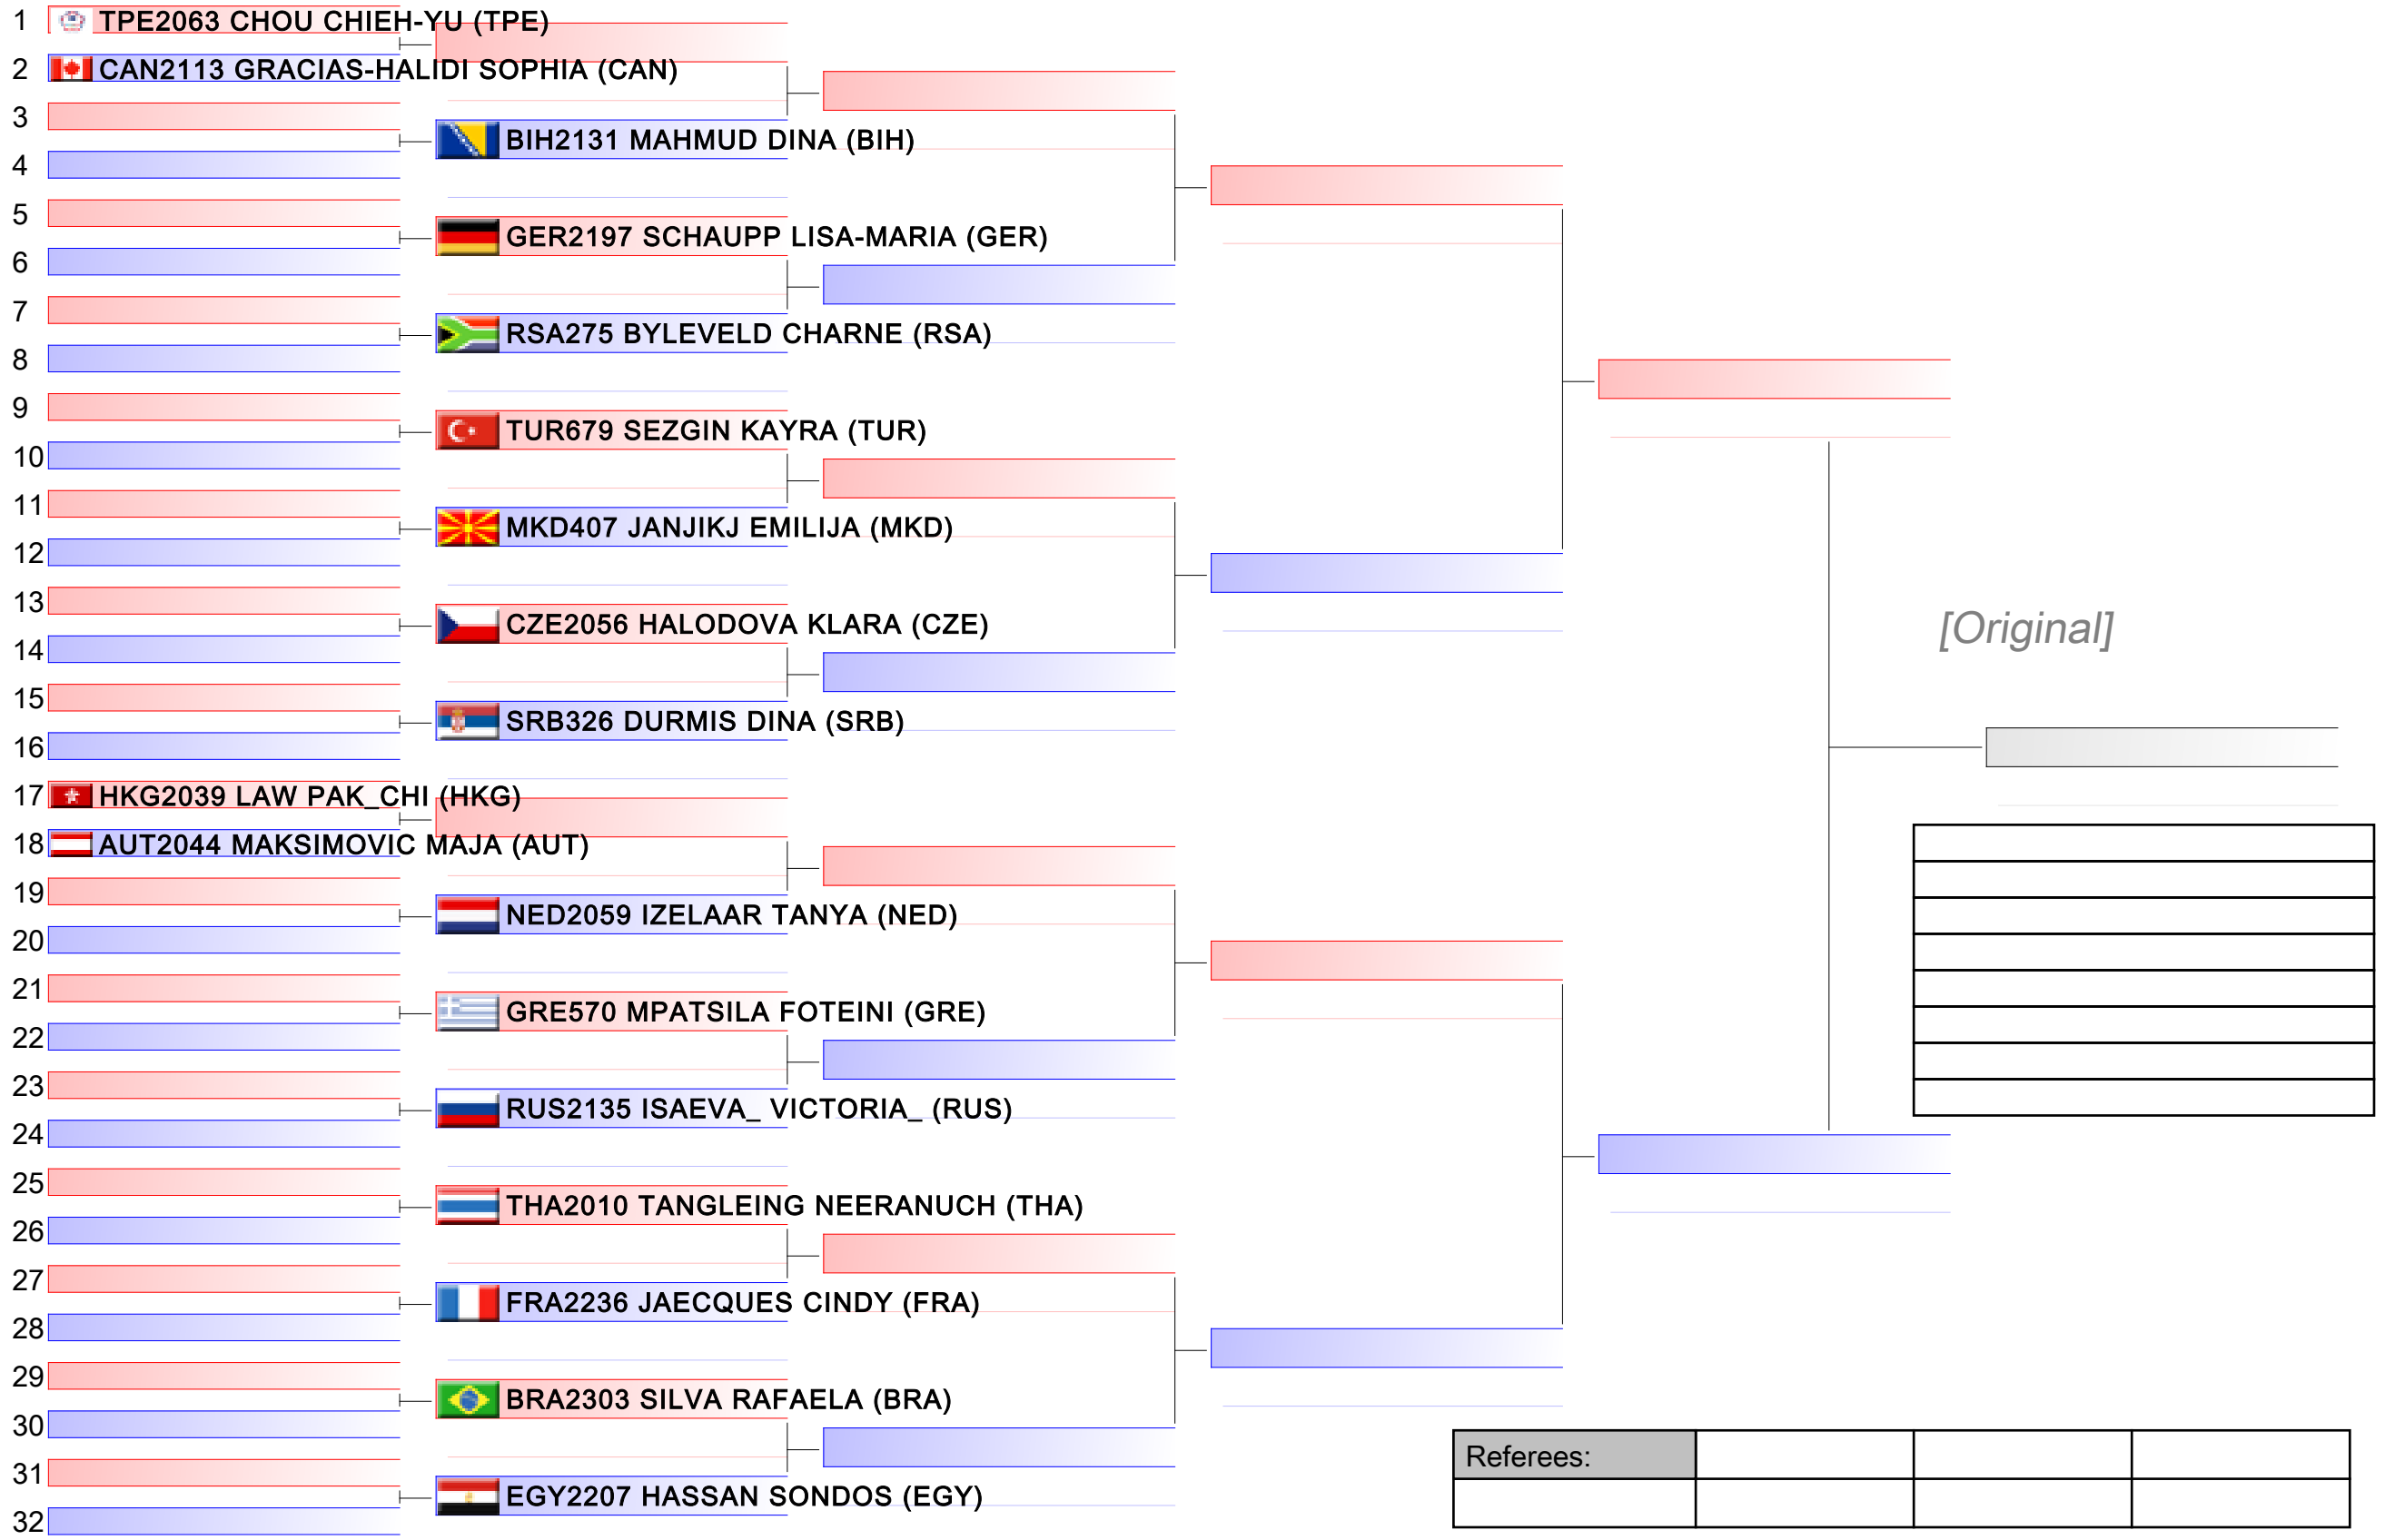 1 TPE2063 CHOU CHIEH-YU (TPE)
2 CAN2113 GRACIAS-HALIDI SOPHIA (CAN)
3
BIH2131 MAHMUD DINA (BIH)
4
5
GER2197 SCHAUPP LISA-MARIA (GER)
6
7
RSA275 BYLEVELD CHARNE (RSA)
8
9
TUR679 SEZGIN KAYRA (TUR)
10
11
MKD407 JANJIKJ EMILIJA (MKD)
12
13
CZE2056 HALODOVA KLARA (CZE)
[Original]
14
15
SRB326 DURMIS DINA (SRB)
16
17 HKG2039 LAW PAK_CHI (HKG)
18 AUT2044 MAKSIMOVIC MAJA (AUT)
19
NED2059 IZELAAR TANYA (NED)
20
21
GRE570 MPATSILA FOTEINI (GRE)
22
23
RUS2135 ISAEVA_ VICTORIA_ (RUS)
24
25
THA2010 TANGLEING NEERANUCH (THA)
26
27
FRA2236 JAECQUES CINDY (FRA)
28
29
BRA2303 SILVA RAFAELA (BRA)
30
Referees:
31
EGY2207 HASSAN SONDOS (EGY)
32